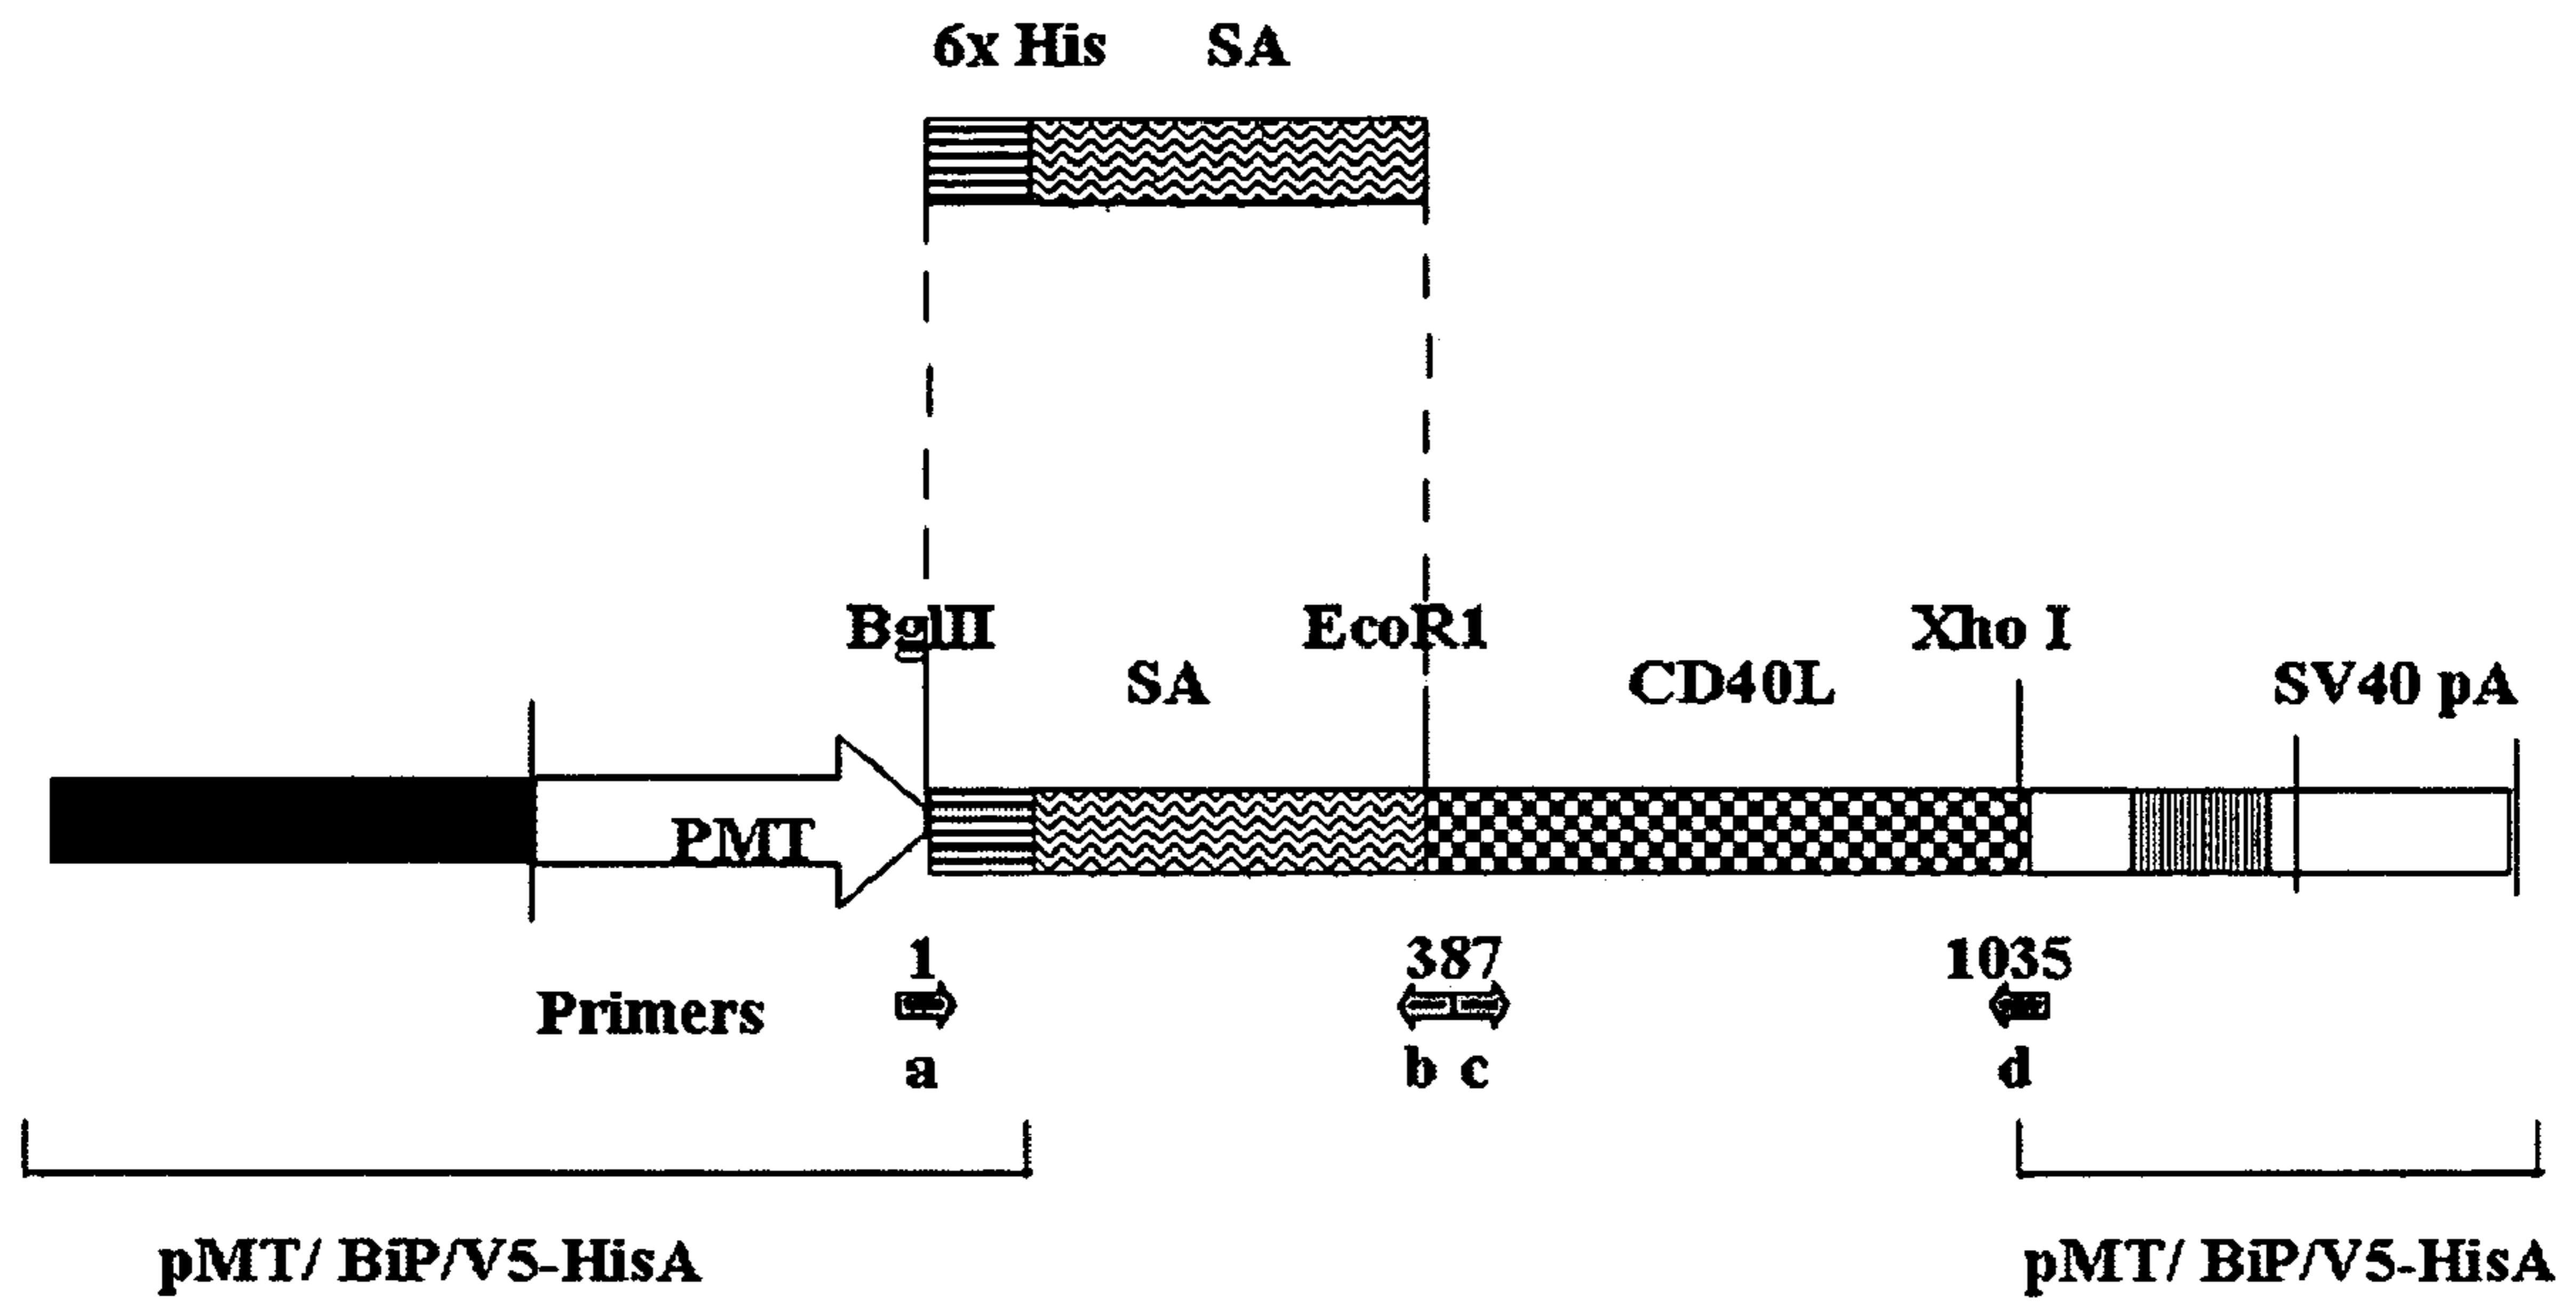 6x His SA
BglII EcoR1 Xho I
SA CD40L SV40 pA
PMT
1 387 1035
Primers
a b c d
pMT/ BiP/V5-HisA pMT/ BiP/V5-HisA